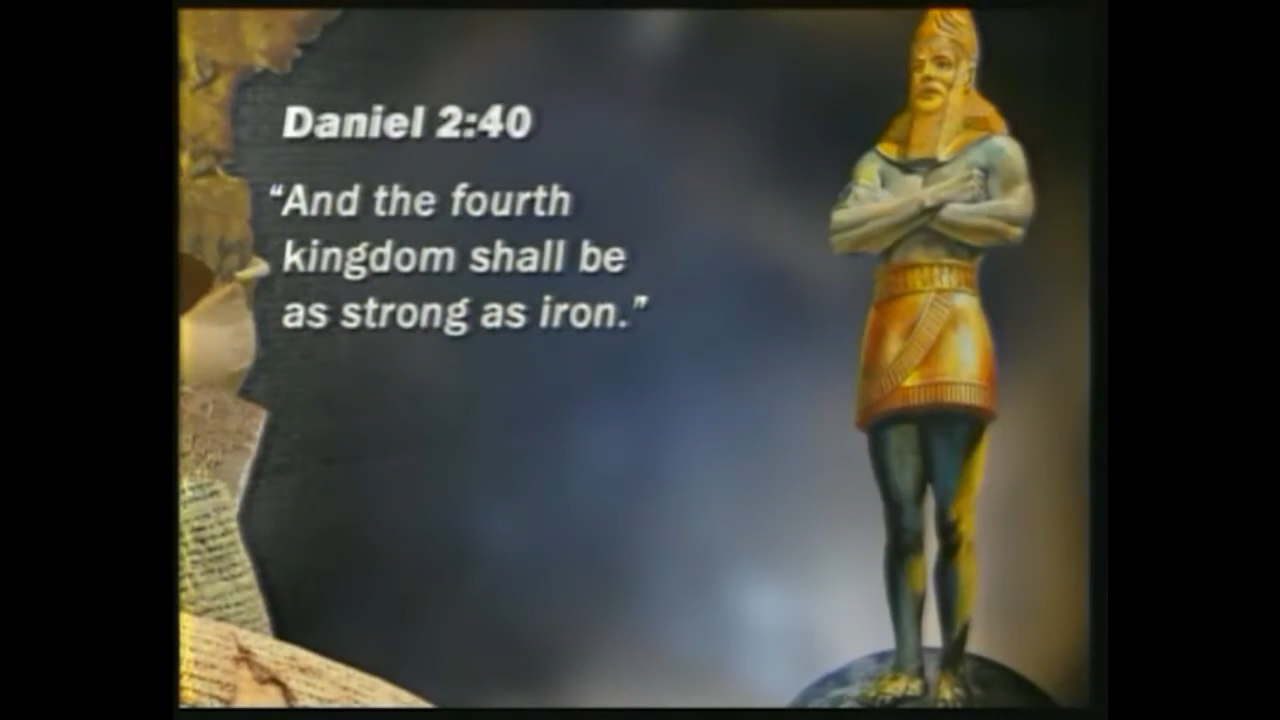 Daniel 2:40
“And the fourth
kingdom shall be
as strong as iron.”